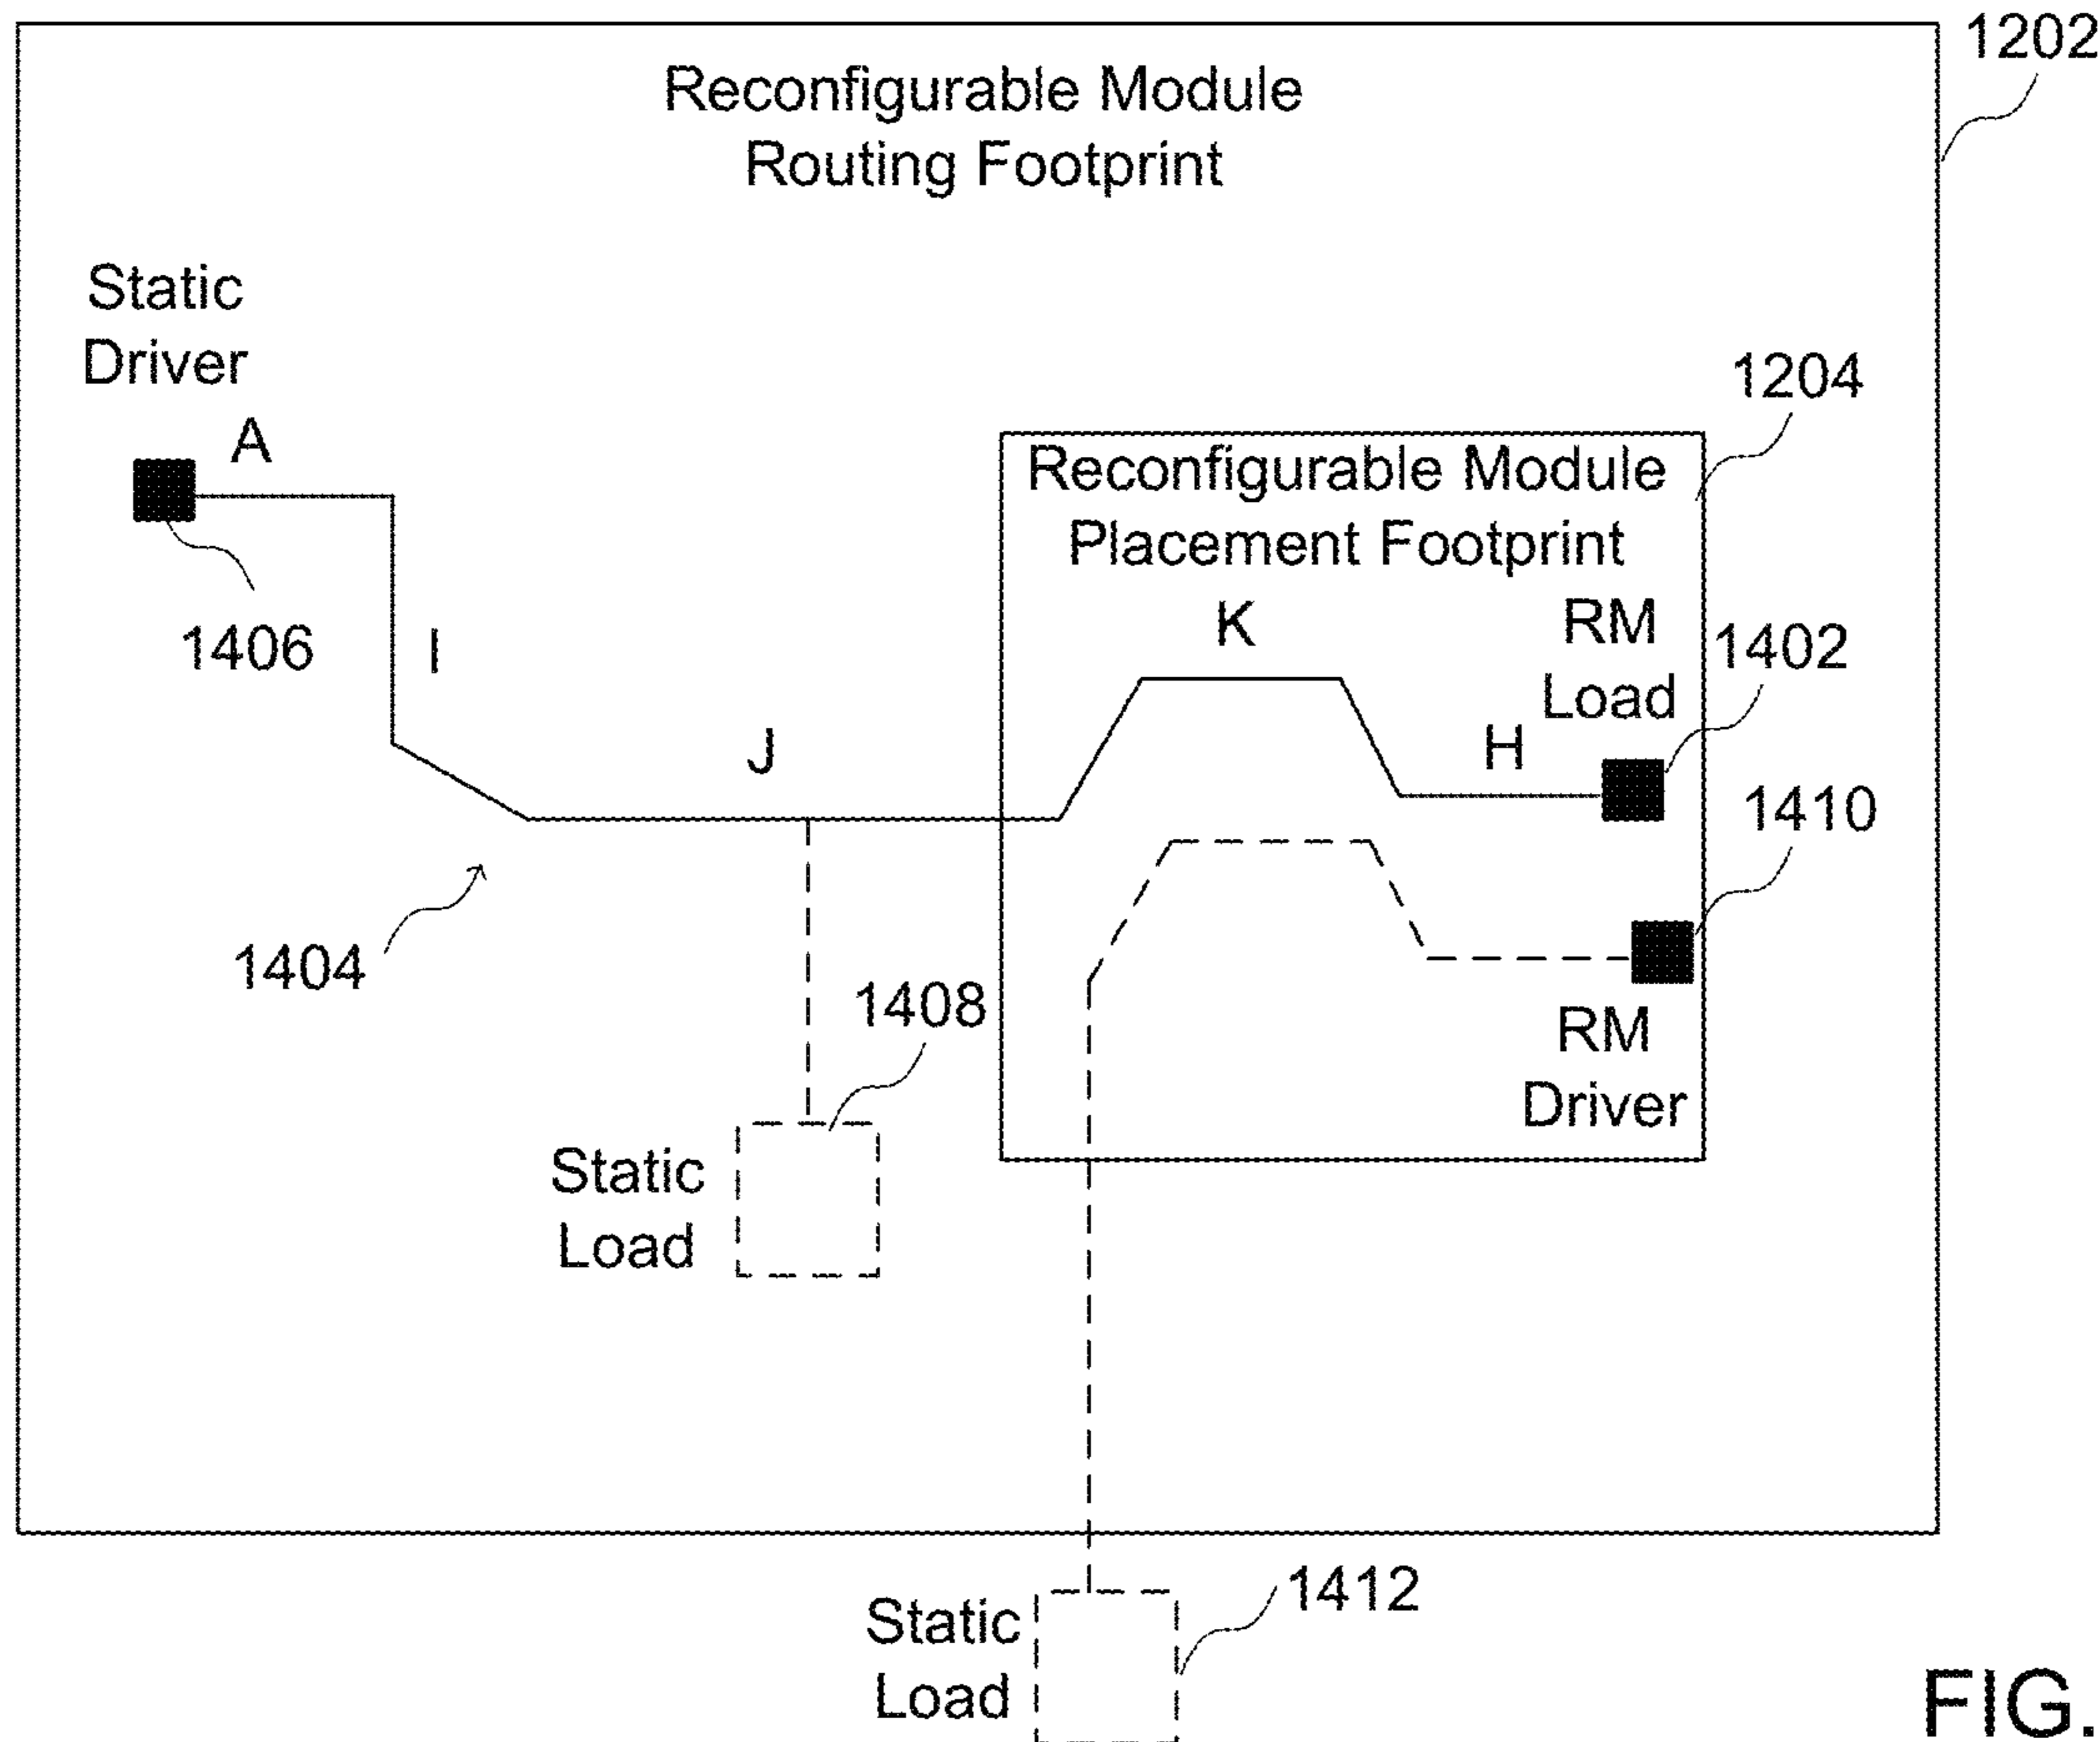 1202
Reconfigurable Module
Routing Footprint
Static
Driver
A
1406
I
1204
Reconfigurable Module
Placement Footprint
K
RM
Load
1402
J
H
1410
1404
1408
RM
Driver
Static
Load
1412
Static
Load
FIG.